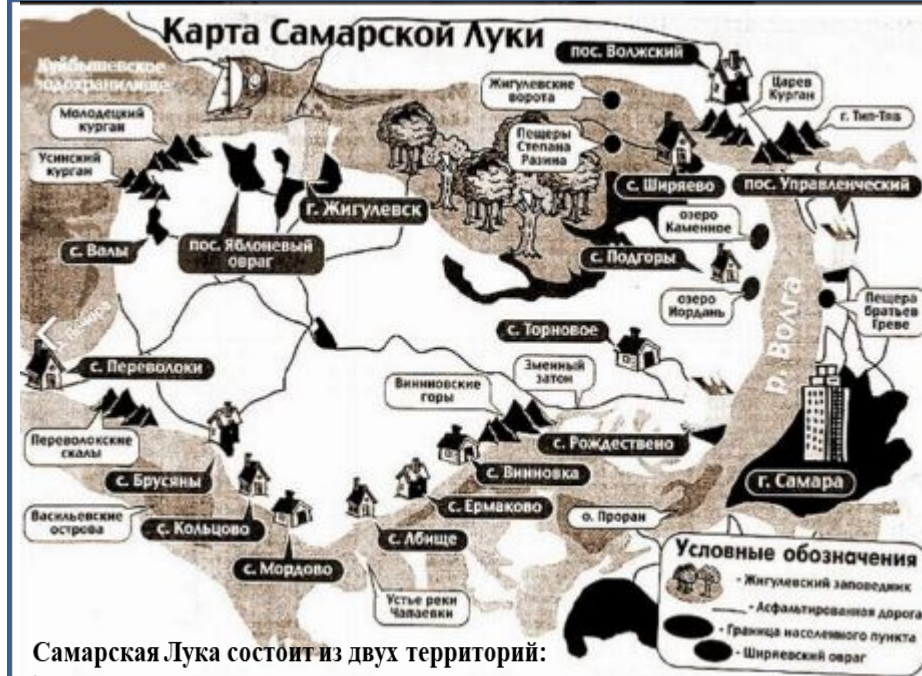 Карта Самарской Луки
Куйбышевское
водохранилище
пос. Волжский
Жигулевские
ворота
Царев
Курган
Молодецкий
курган
г. Тип-Тяв
Пещеры
Степана
Разина
Усинский
курган
с. Ширяево
пос. Управленческий
г. Жигулевск
озеро
Каменное
с. Валы
пос. Яблоневый
овраг
с. Подгоры
озеро
Иордань
Пещера
братьев
Греве
р. Волга
с. Торновое
с. Переволоки
Змеиный
затон
Винновские
горы
Переволокские
скалы
с. Рождествено
с. Брусяны
с. Винновка
г. Самара
Васильевские
острова
с. Кольцово
с. Ермаково
о. Проран
с. Абище
с. Мордово
Устье реки
Чапаевки
Условные обозначения
- Жигулевский заповедник
- Асфальтированная дорога
- Граница населенного пункта
- Ширяевский овраг
Самарская Лука состоит из двух территорий: